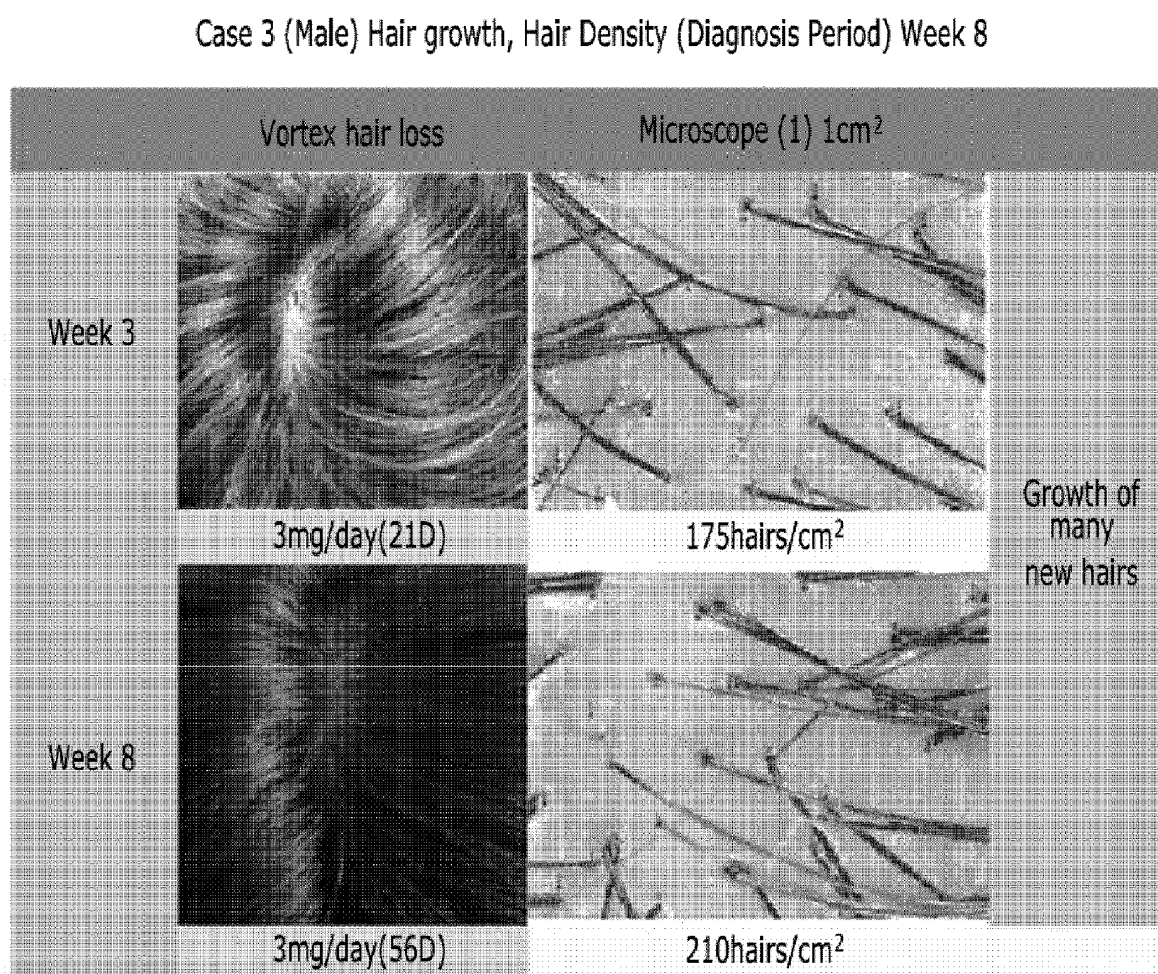 Case 3 (Male) Hair growth, Hair Density (Diagnosis Period) Week 8
Vortex hair loss
Microscope (1) 1cm²
Week 3
3mg/day(21D)
175hairs/cm²
Growth of
many
new hairs
Week 8
3mg/day(56D)
210hairs/cm²